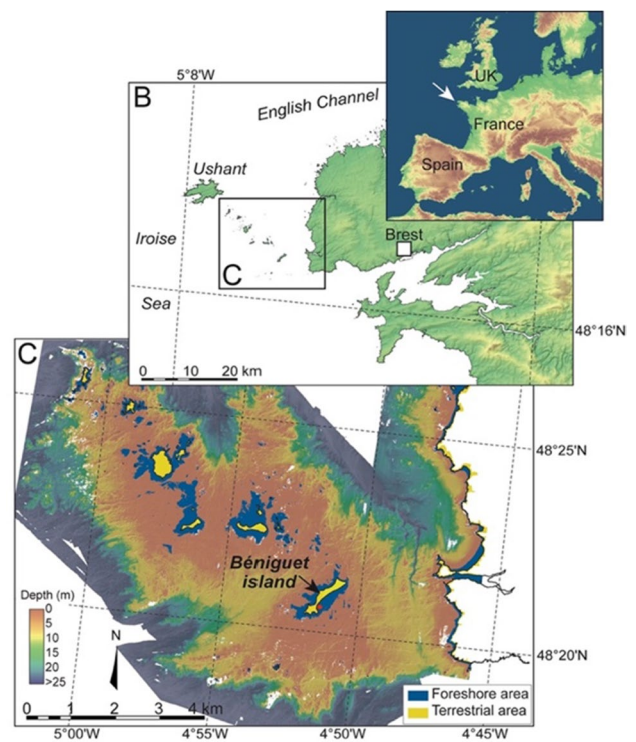 5°8'W
B
English Channel
UK
France
Spain
Ushant
Iroise
Brest
C
Sea
48°16'N
0 10 20 km
C
48°25'N
Béniguet
island
Depth (m)
0
5
10
15
20
>25
N
48°20'N
Foreshore area
Terrestrial area
0 1 2 3 4 km
5°00'W 4°55'W 4°50'W 4°45'W